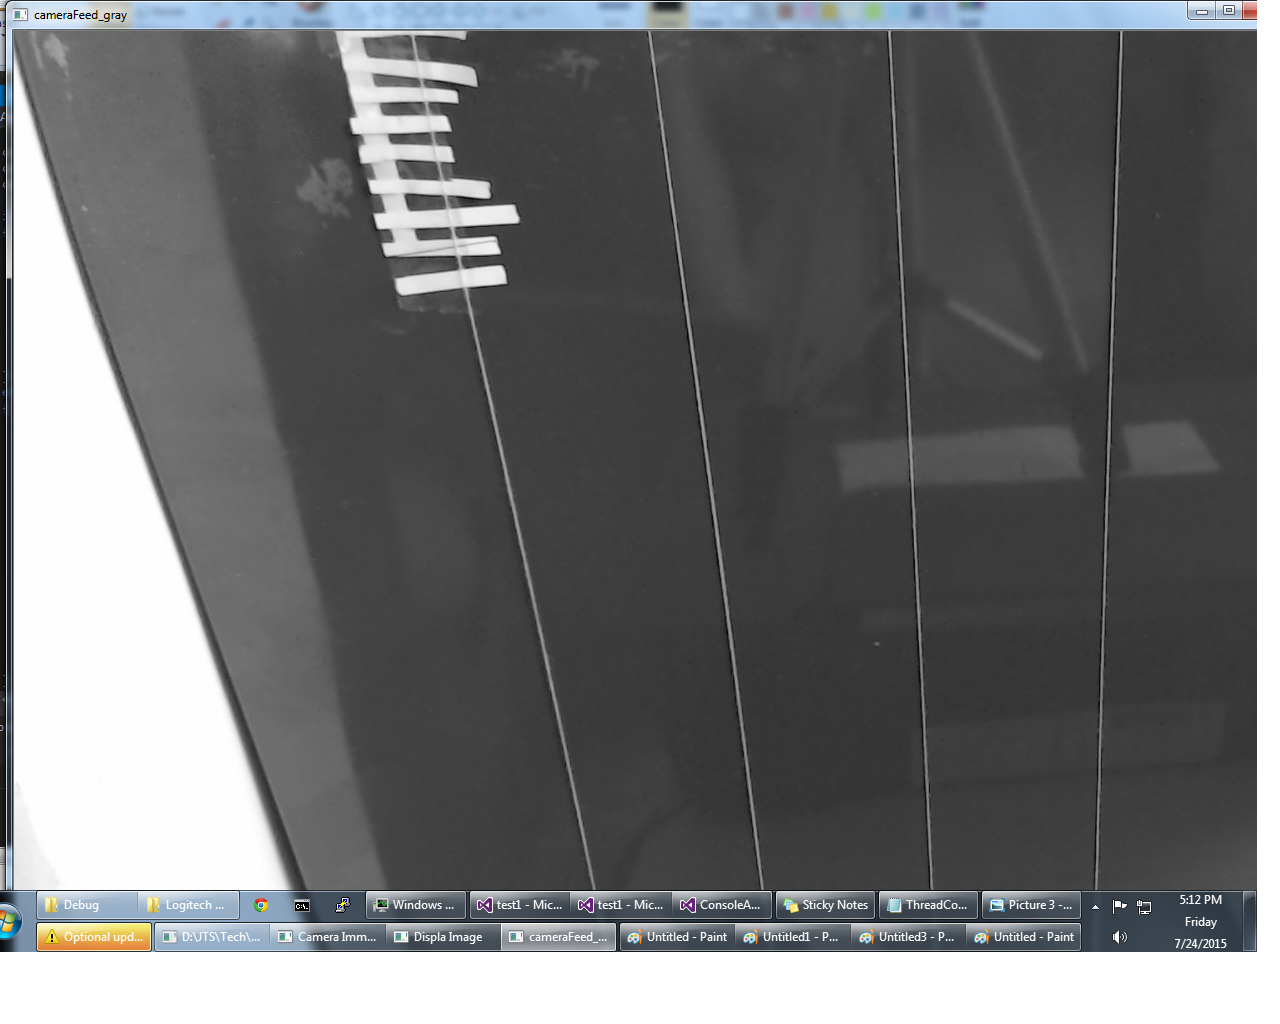 cameraFeed_gray
Debug
Logitech ...
Windows ...
test1 - Mic...
test1 - Mic...
ConsoleA...
Sticky Notes
ThreadCo...
Picture 3 -...
5:12 PM
Friday
7/24/2015
Optional upd...
D:\JTS\Tech\...
Camera Imm...
Displa Image
cameraFeed_...
Untitled - Paint
Untitled1 - P...
Untitled3 - P...
Untitled - Paint